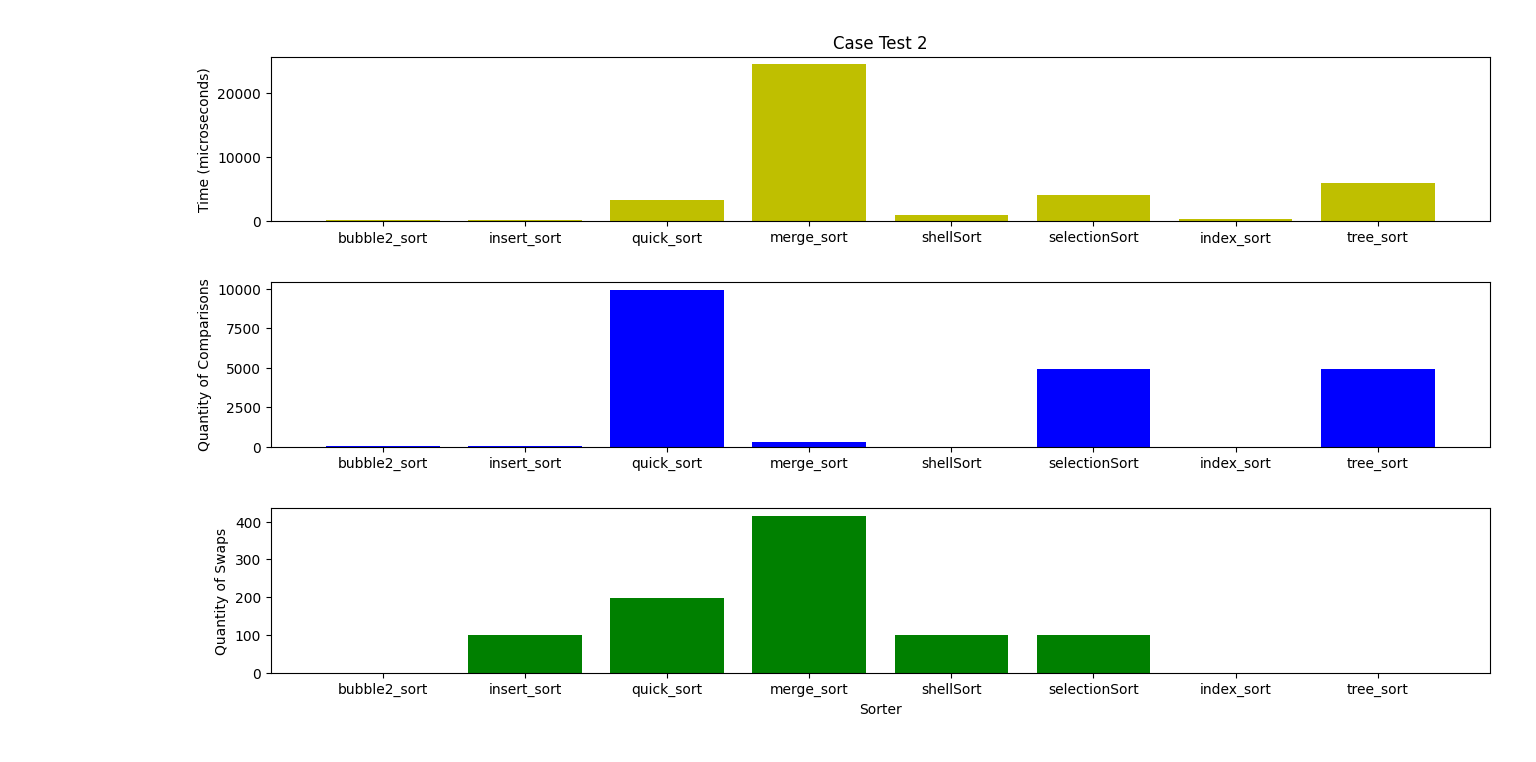 Case Test 2
Time (microseconds)
20000
10000
0
bubble2_sort insert_sort quick_sort merge_sort shellSort selectionSort index_sort tree_sort
Quantity of Comparisons
10000
7500
5000
2500
0
bubble2_sort insert_sort quick_sort merge_sort shellSort selectionSort index_sort tree_sort
Quantity of Swaps
400
300
200
100
0
bubble2_sort insert_sort quick_sort merge_sort shellSort selectionSort index_sort tree_sort
Sorter